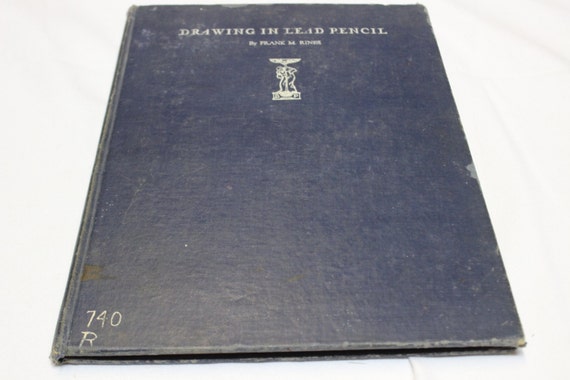 DRAWING IN LEAD PENCIL
By FRANK M. RINES
740
R